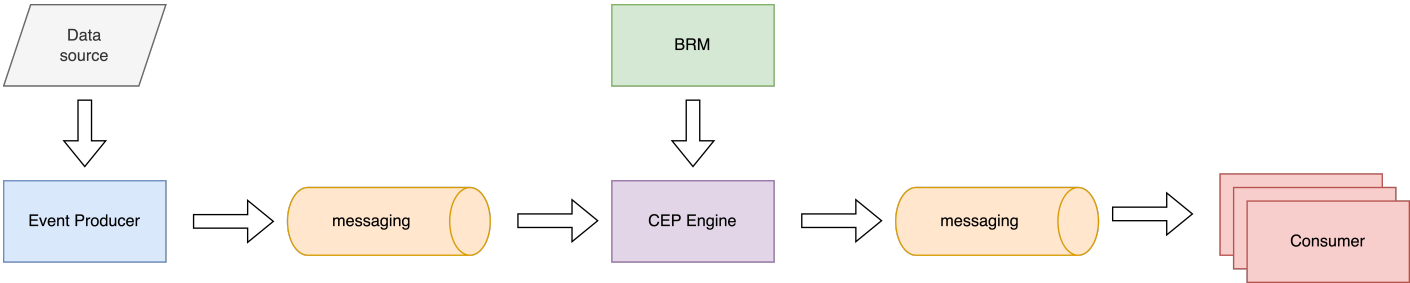 Data
source
BRM
Event Producer
messaging
CEP Engine
messaging
Consumer